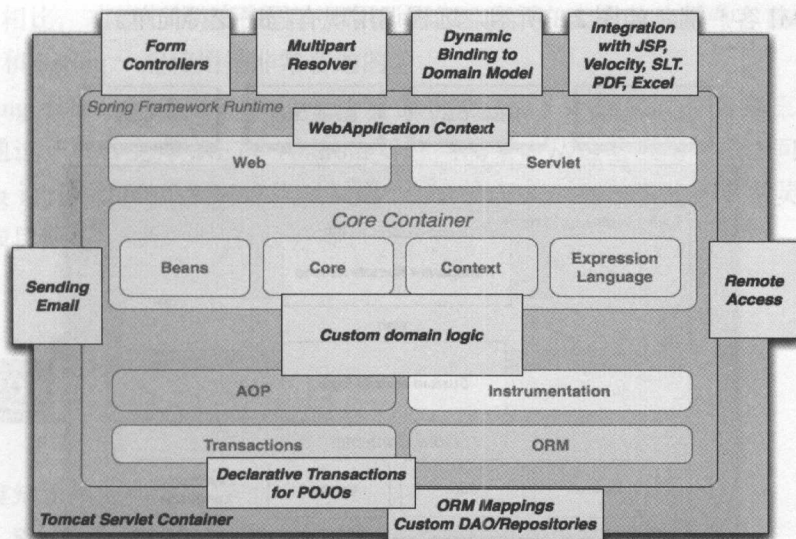 Form
Controllers
Multipart
Resolver
Dynamic
Binding to
Domain Model
Integration
with JSP,
Velocity, SLT.
PDF, Excel
Spring Framework Runtime
WebApplication Context
Web
Servlet
Core Container
Beans
Core
Context
Expression
Language
Sending
Email
Remote
Access
Custom domain logic
AOP
Instrumentation
Transactions
ORM
Declarative Transactions
for POJOs
Tomcat Servlet Container
ORM Mappings
Custom DAO/Repositories